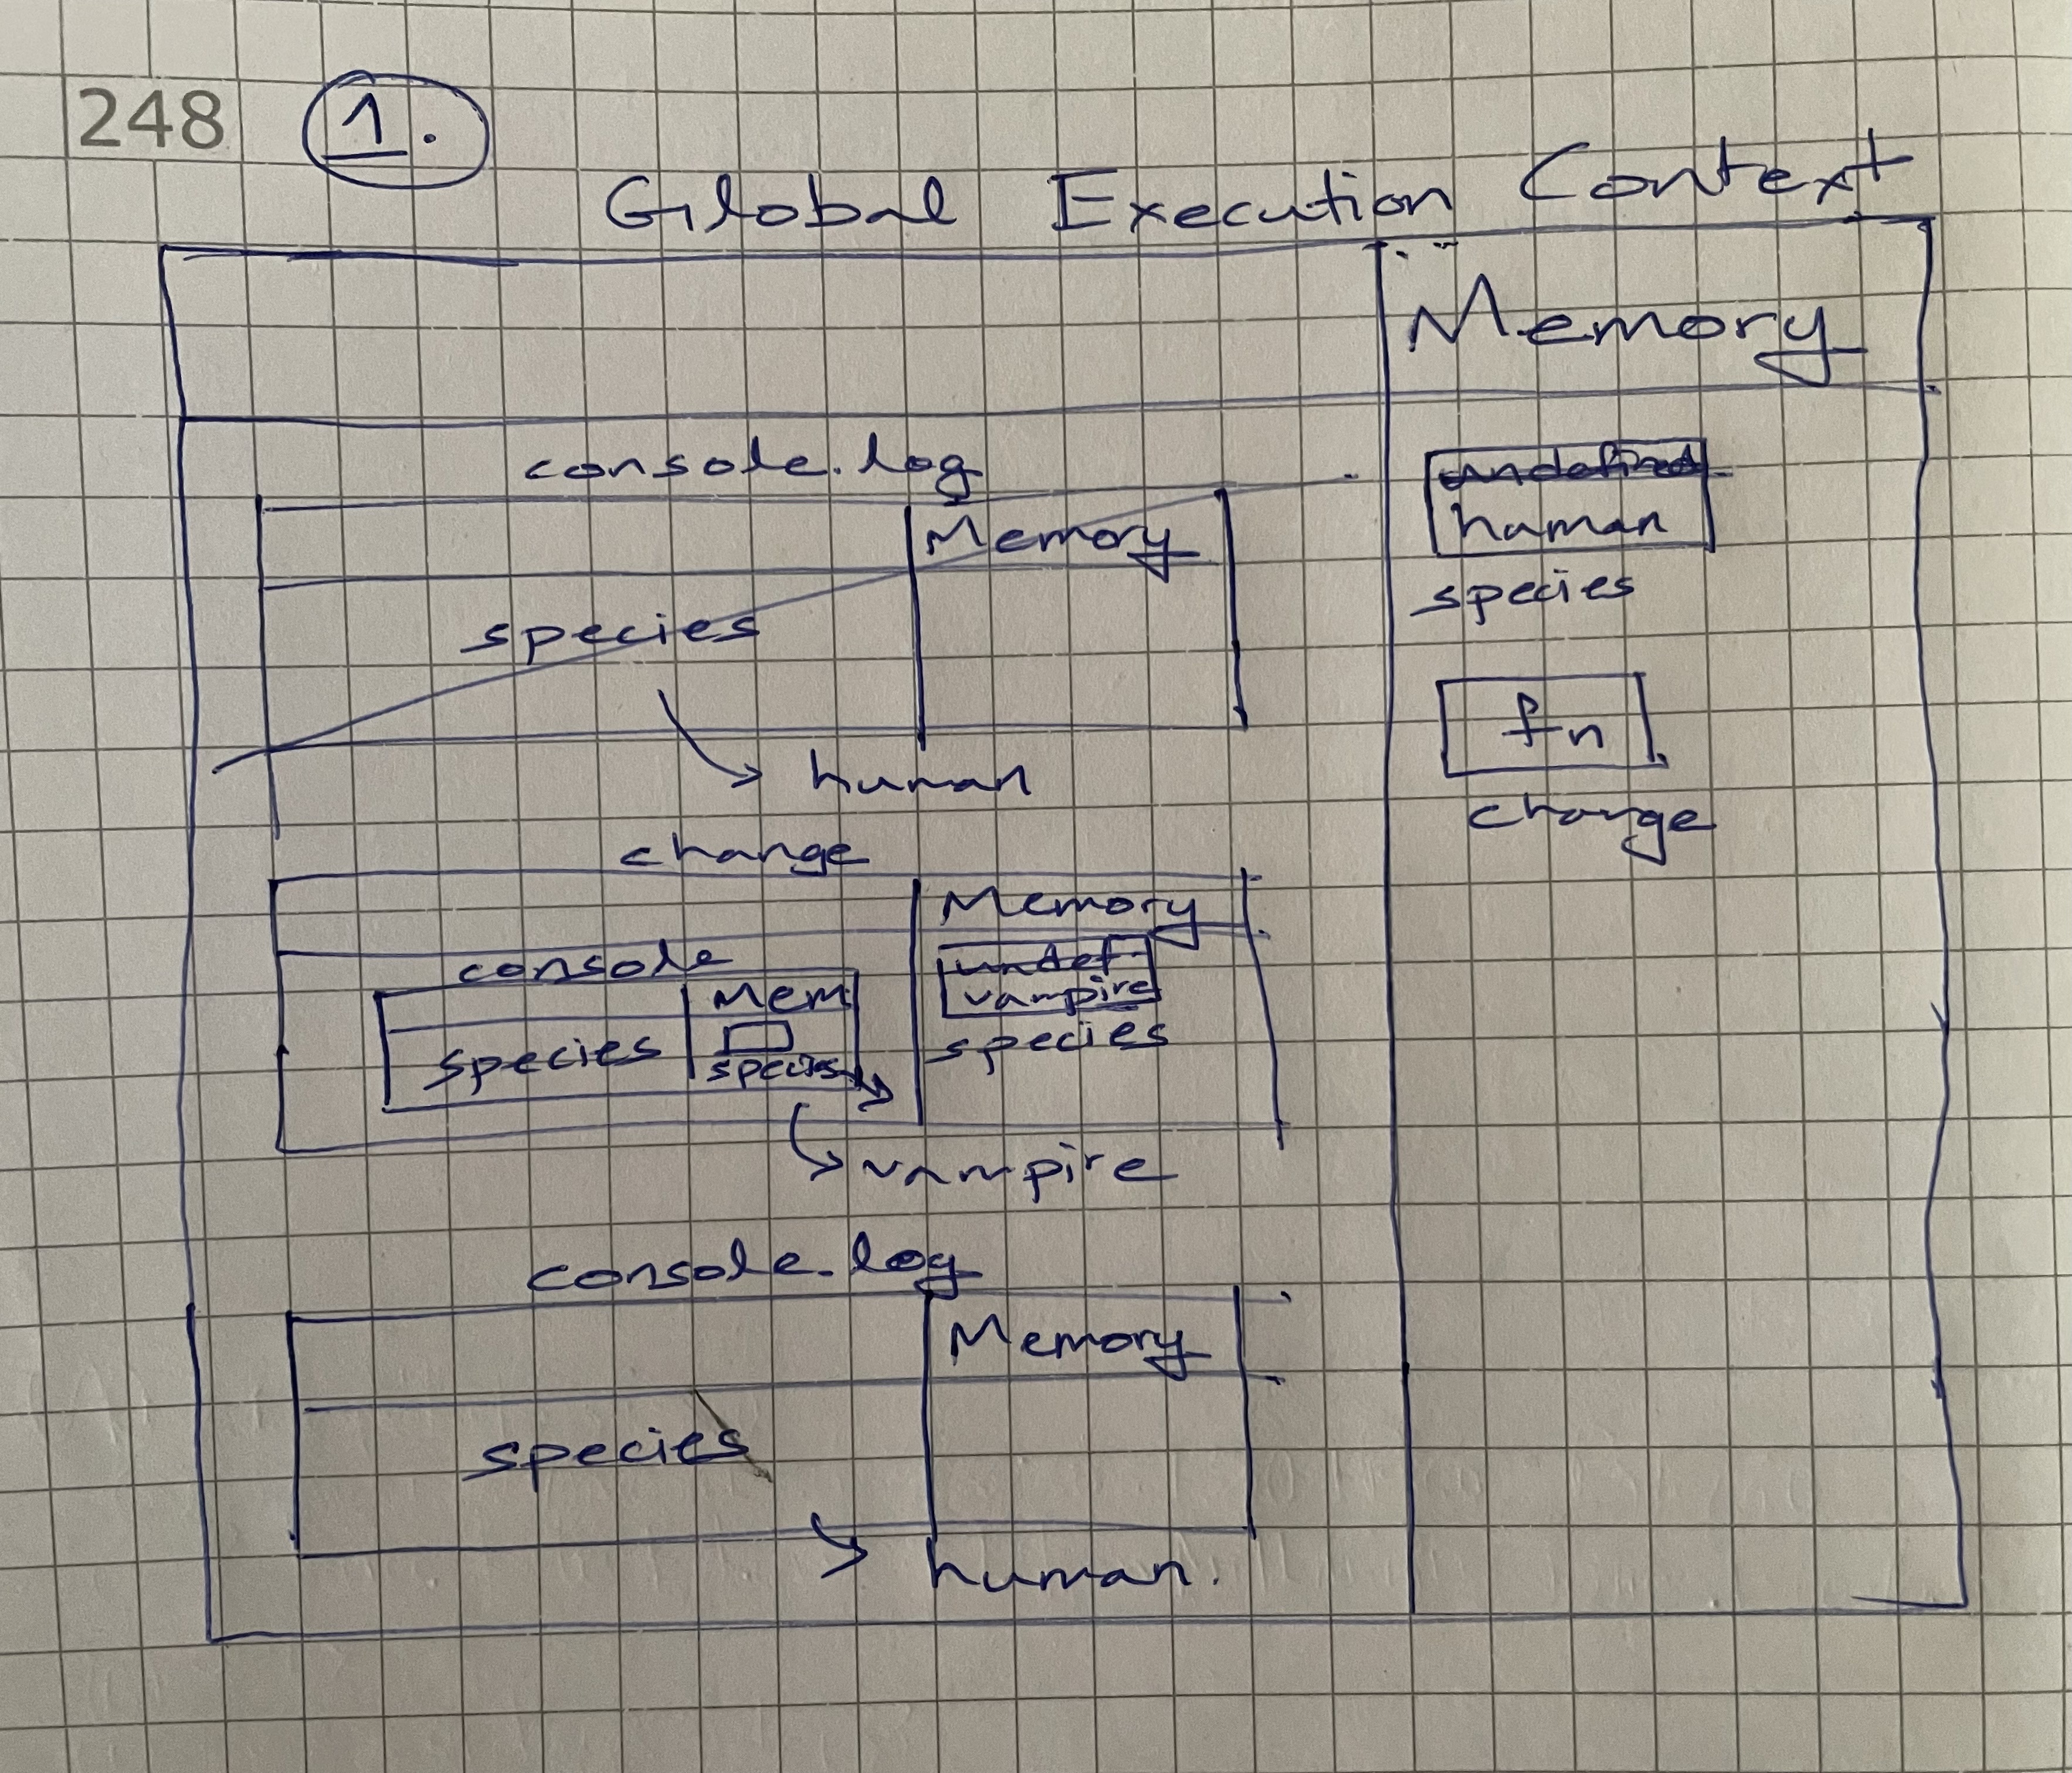 248 1.
Global Execution Context
Memory
console.log
undefined
human
species
Memory
species
human
fn
change
change
Memory
undef
vampire
species
console
Mem
species
species
vampire
console.log
Memory
species
human.